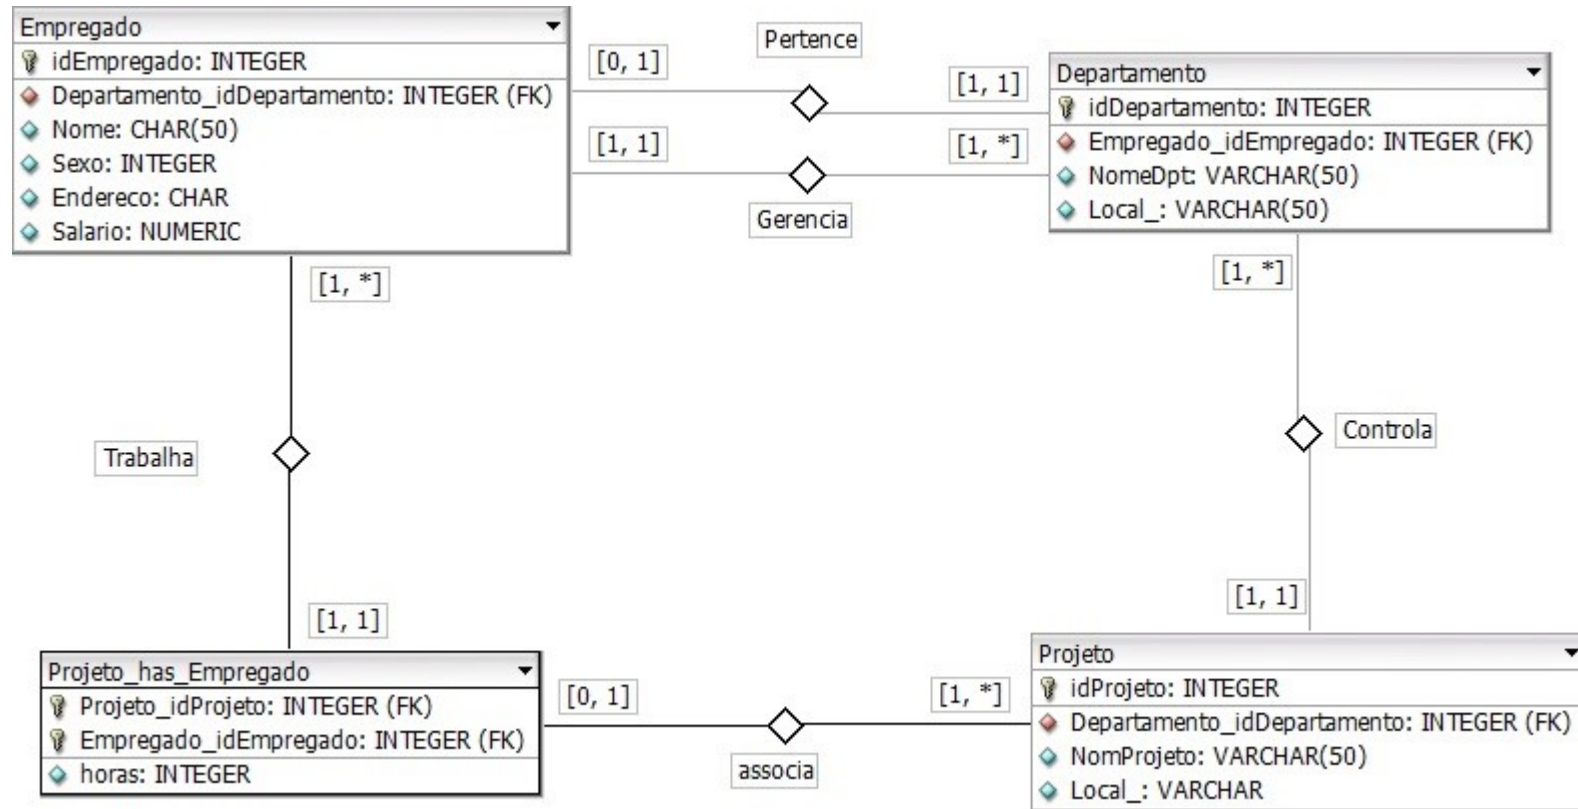 Empregado
idEmpregado: INTEGER
Departamento_idDepartamento: INTEGER (FK)
Nome: CHAR(50)
Sexo: INTEGER
Endereco: CHAR
Salario: NUMERIC
Pertence
[0, 1]
[1, 1]
[1, 1]
[1, *]
Gerencia
Departamento
idDepartamento: INTEGER
Empregado_idEmpregado: INTEGER (FK)
NomeDpt: VARCHAR(50)
Local_: VARCHAR(50)
[1, *]
Trabalha
[1, 1]
[1, *]
Controla
[1, 1]
Projeto_has_Empregado
Projeto_idProjeto: INTEGER (FK)
Empregado_idEmpregado: INTEGER (FK)
horas: INTEGER
[0, 1]
[1, *]
associa
Projeto
idProjeto: INTEGER
Departamento_idDepartamento: INTEGER (FK)
NomProjeto: VARCHAR(50)
Local_: VARCHAR